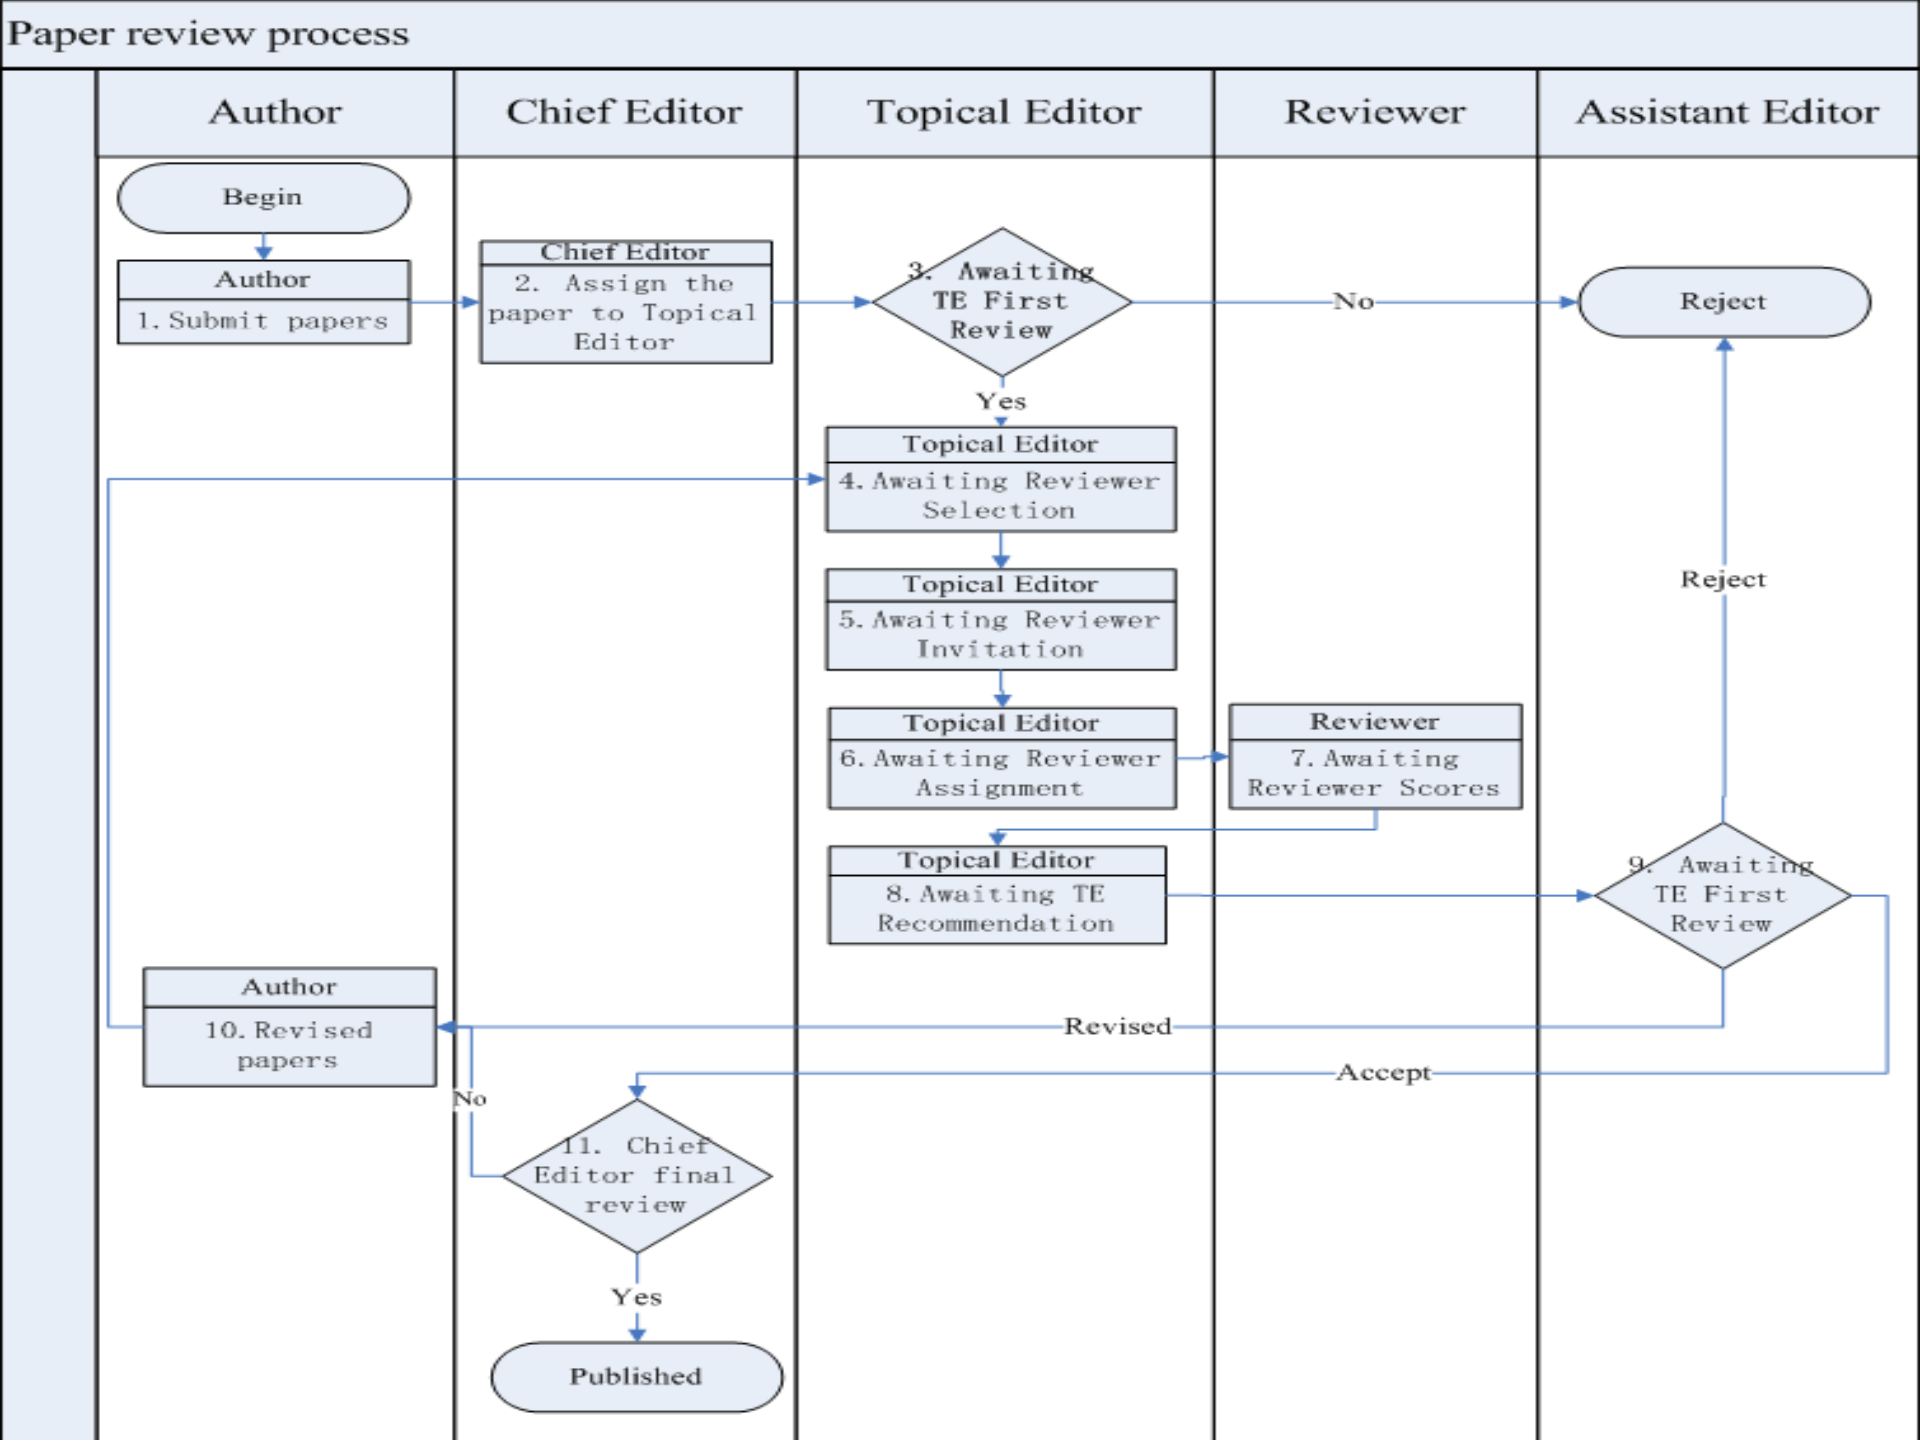 Paper review process
Author
Chief Editor
Topical Editor
Reviewer
Assistant Editor
Begin
Author
1.Submit papers
Chief Editor
2. Assign the
paper to Topical
Editor
3. Awaiting
TE First
Review
No
Reject
Yes
Topical Editor
4.Awaiting Reviewer
Selection
Topical Editor
5.Awaiting Reviewer
Invitation
Reject
Topical Editor
6.Awaiting Reviewer
Assignment
Reviewer
7.Awaiting
Reviewer Scores
Topical Editor
8.Awaiting TE
Recommendation
9. Awaiting
TE First
Review
Author
10.Revised
papers
Revised
Accept
No
11. Chief
Editor final
review
Yes
Published